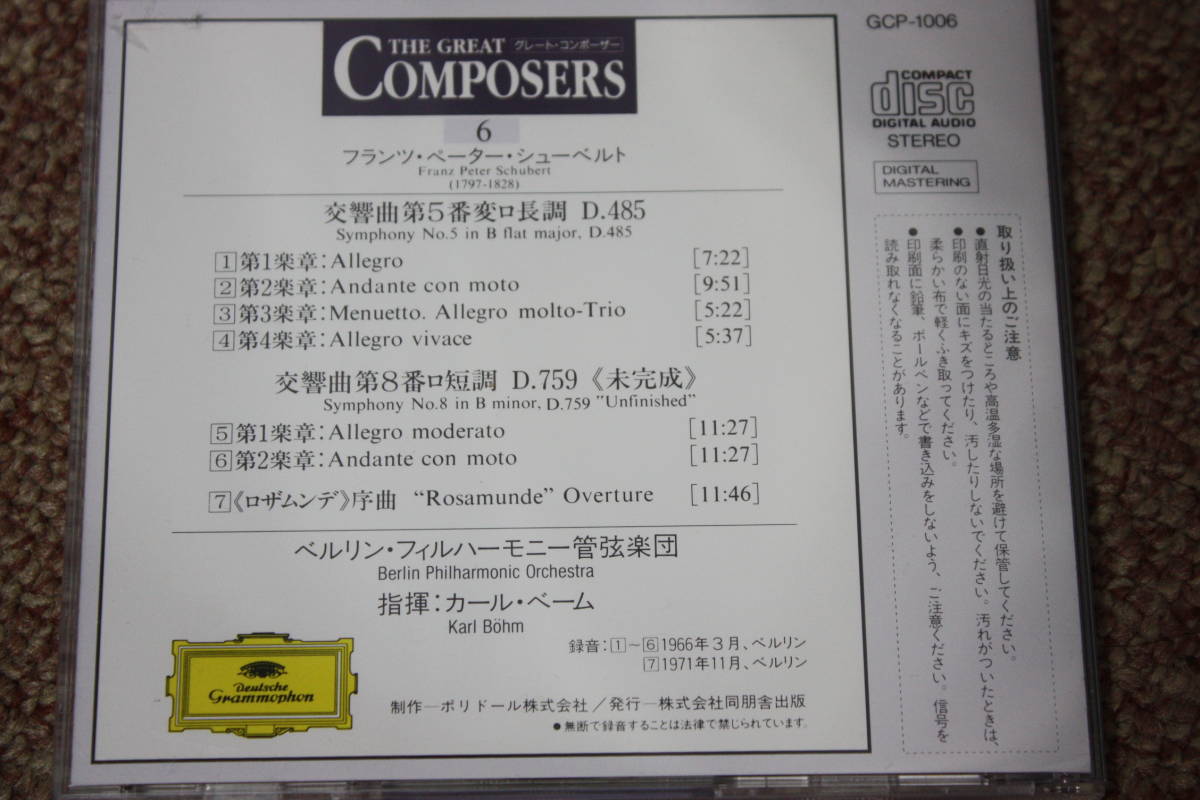 THE GREAT グレート・コンポーザー
COMPOSERS
6
フランツ・ペーター・シューベルト
Franz Peter Schubert
(1797-1828)
交響曲第5番変ロ長調 D.485
Symphony No.5 in B flat major, D.485
1 第1楽章:Allegro [7:22]
2 第2楽章:Andante con moto [9:51]
3 第3楽章:Menuetto. Allegro molto-Trio [5:22]
4 第4楽章:Allegro vivace [5:37]
交響曲第8番ロ短調 D.759《未完成》
Symphony No.8 in B minor, D.759 "Unfinished"
5 第1楽章:Allegro moderato [11:27]
6 第2楽章:Andante con moto [11:27]
7《ロザムンデ》序曲 “Rosamunde” Overture [11:46]
ベルリン・フィルハーモニー管弦楽団
Berlin Philharmonic Orchestra
指揮:カール・ベーム
Karl Böhm
録音:1~6 1966年3月、ベルリン
7 1971年11月、ベルリン
Deutsche
Grammophon
制作―ポリドール株式会社/発行―株式会社同朋舎出版
●無断で録音することは法律で禁じられています。
GCP-1006
COMPACT
disc
DIGITAL AUDIO
STEREO
DIGITAL
MASTERING
取り扱い上のご注意
●直射日光の当たるところや高温多湿な場所を避けて保管してください。
●印刷のない面にキズをつけたり、汚したりしないでください。汚れがついたときは、
柔らかい布で軽くふき取ってください。
●印刷面に鉛筆、ボールペンなどで書き込みをしないよう、ご注意ください。信号を
読み取れなくなることがあります。